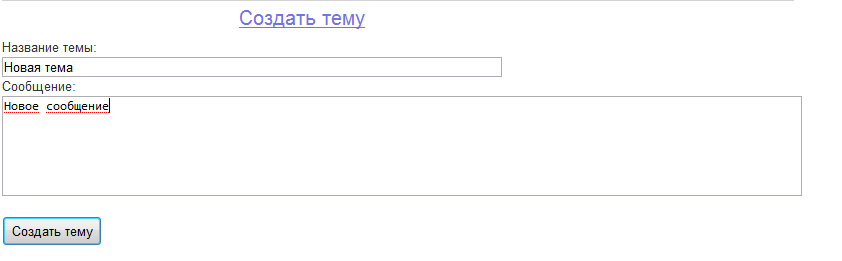 Создать тему
Название темы:
Новая тема
Сообщение:
Новое сообщение
Создать тему